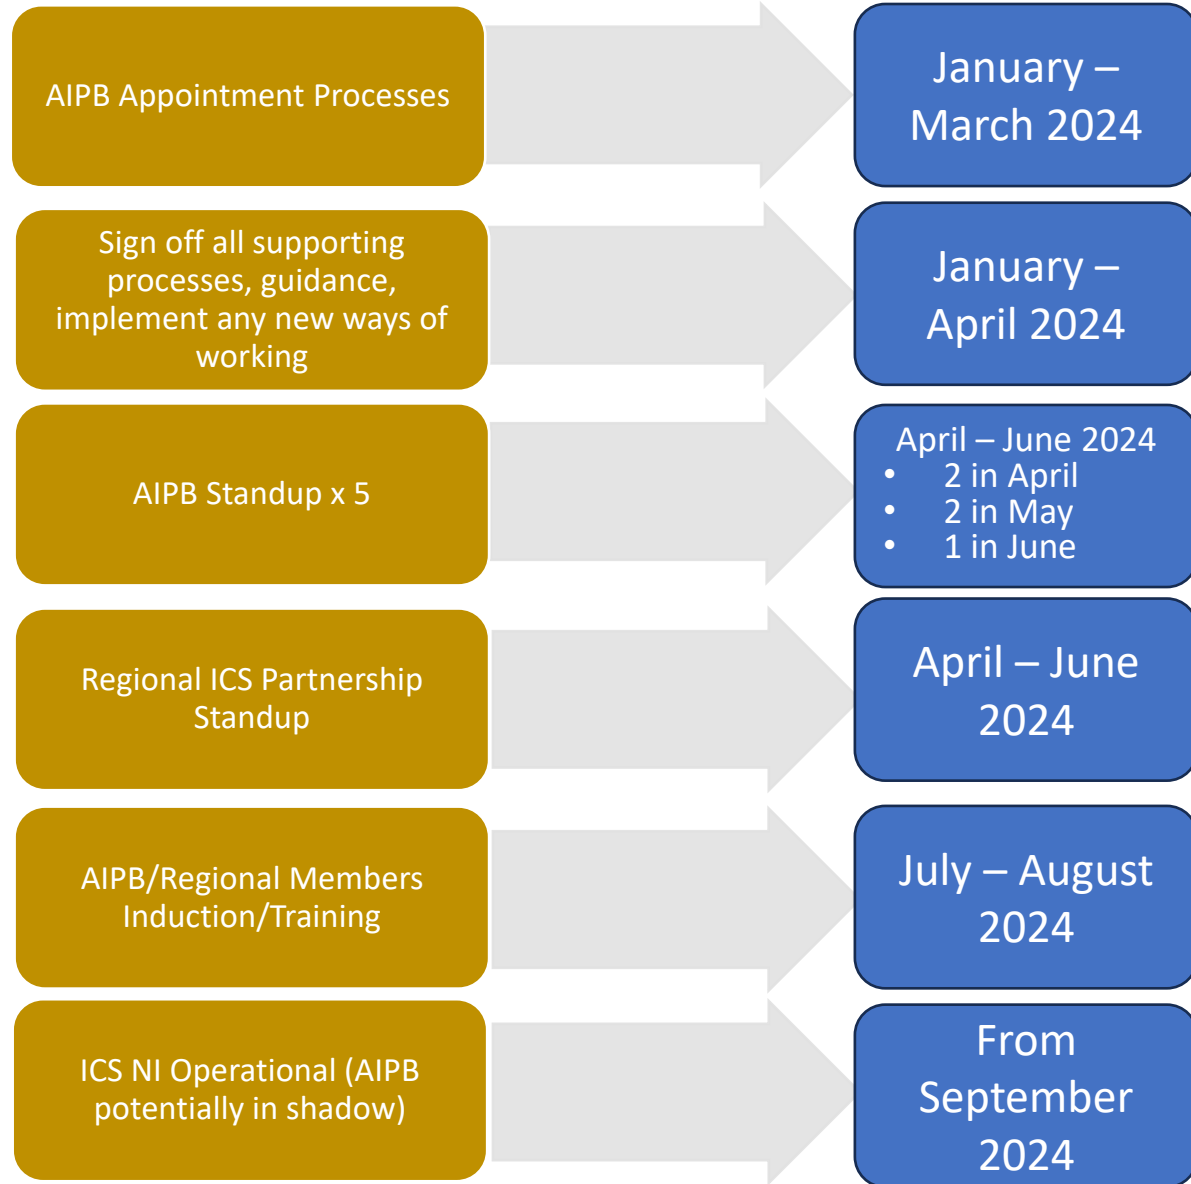 AIPB Appointment Processes
January –
March 2024
Sign off all supporting
processes, guidance,
implement any new ways of
working
January –
April 2024
AIPB Standup x 5
April – June 2024
• 2 in April
• 2 in May
• 1 in June
Regional ICS Partnership
Standup
April – June
2024
AIPB/Regional Members
Induction/Training
July – August
2024
ICS NI Operational (AIPB
potentially in shadow)
From
September
2024